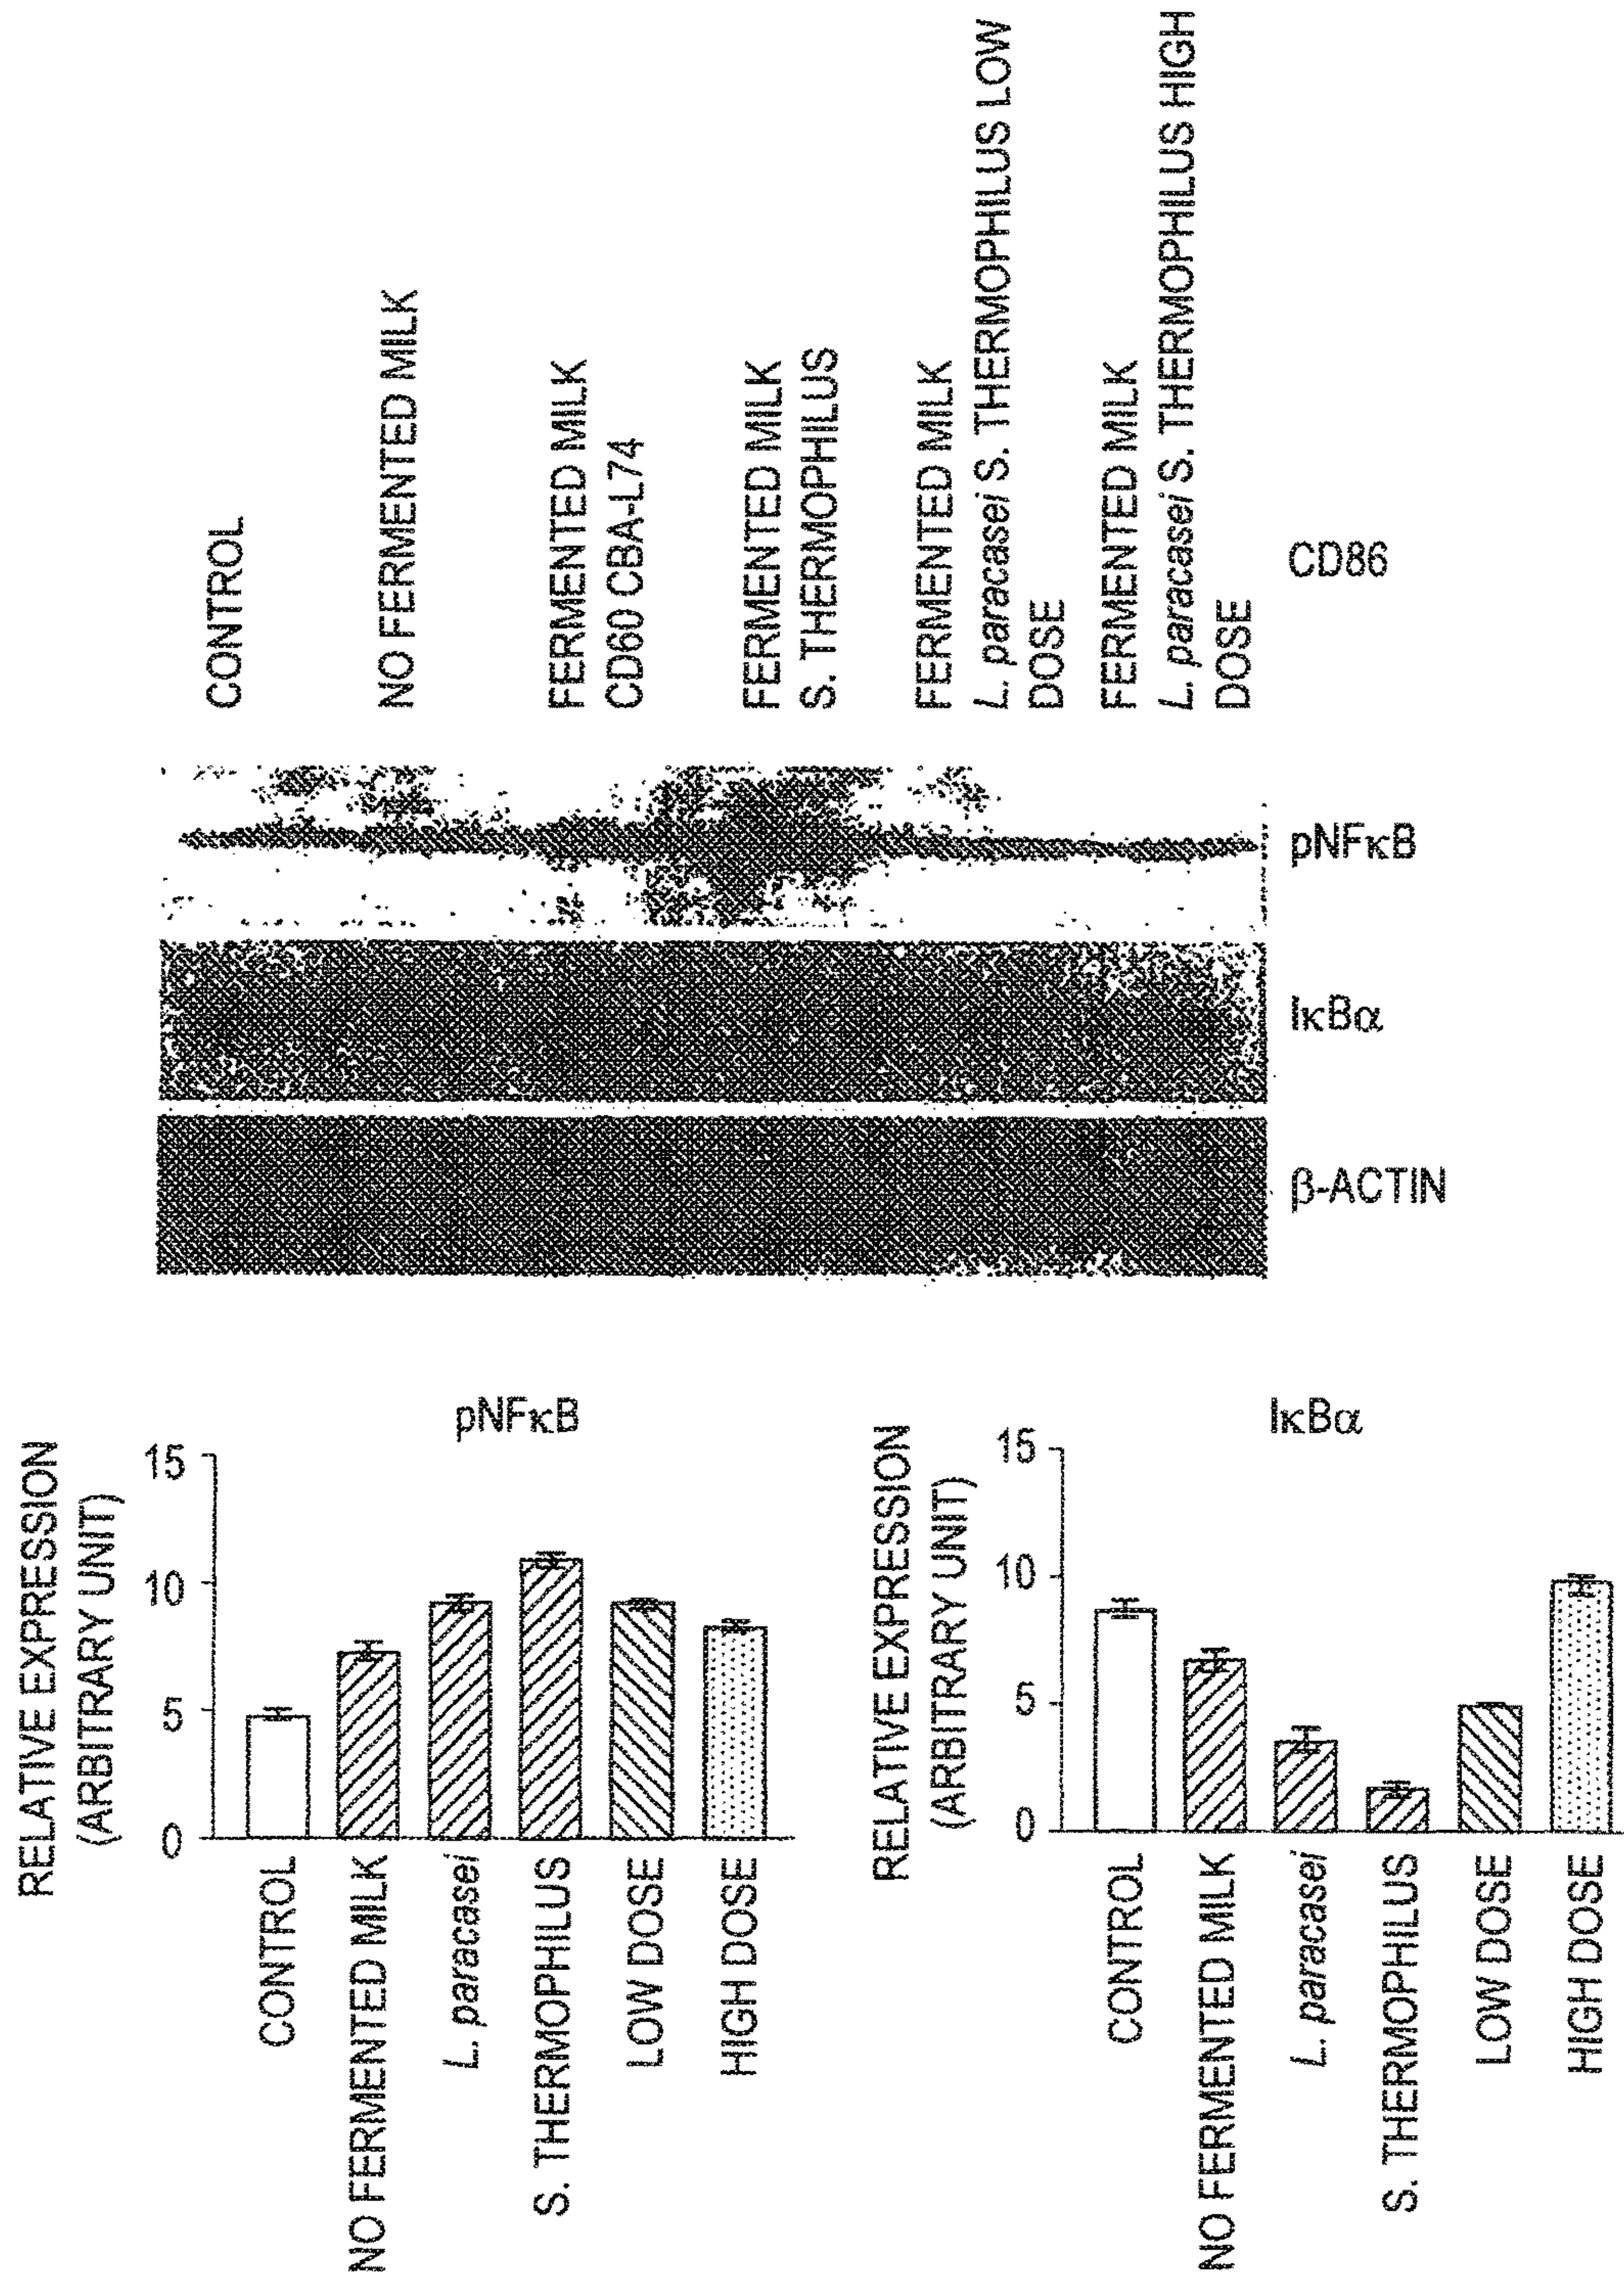 CONTROL
NO FERMENTED MILK
FERMENTED MILK
CD60 CBA-L74
FERMENTED MILK
S. THERMOPHILUS
FERMENTED MILK
L. paracasei S. THERMOPHILUS LOW
DOSE
FERMENTED MILK
L. paracasei S. THERMOPHILUS HIGH
DOSE
CD86
pNFκB
IκBα
β-ACTIN
pNFκB
RELATIVE EXPRESSION
(ARBITRARY UNIT)
15
10
5
0
CONTROL
NO FERMENTED MILK
L. paracasei
S. THERMOPHILUS
LOW DOSE
HIGH DOSE
IκBα
RELATIVE EXPRESSION
(ARBITRARY UNIT)
15
10
5
0
CONTROL
NO FERMENTED MILK
L. paracasei
S. THERMOPHILUS
LOW DOSE
HIGH DOSE